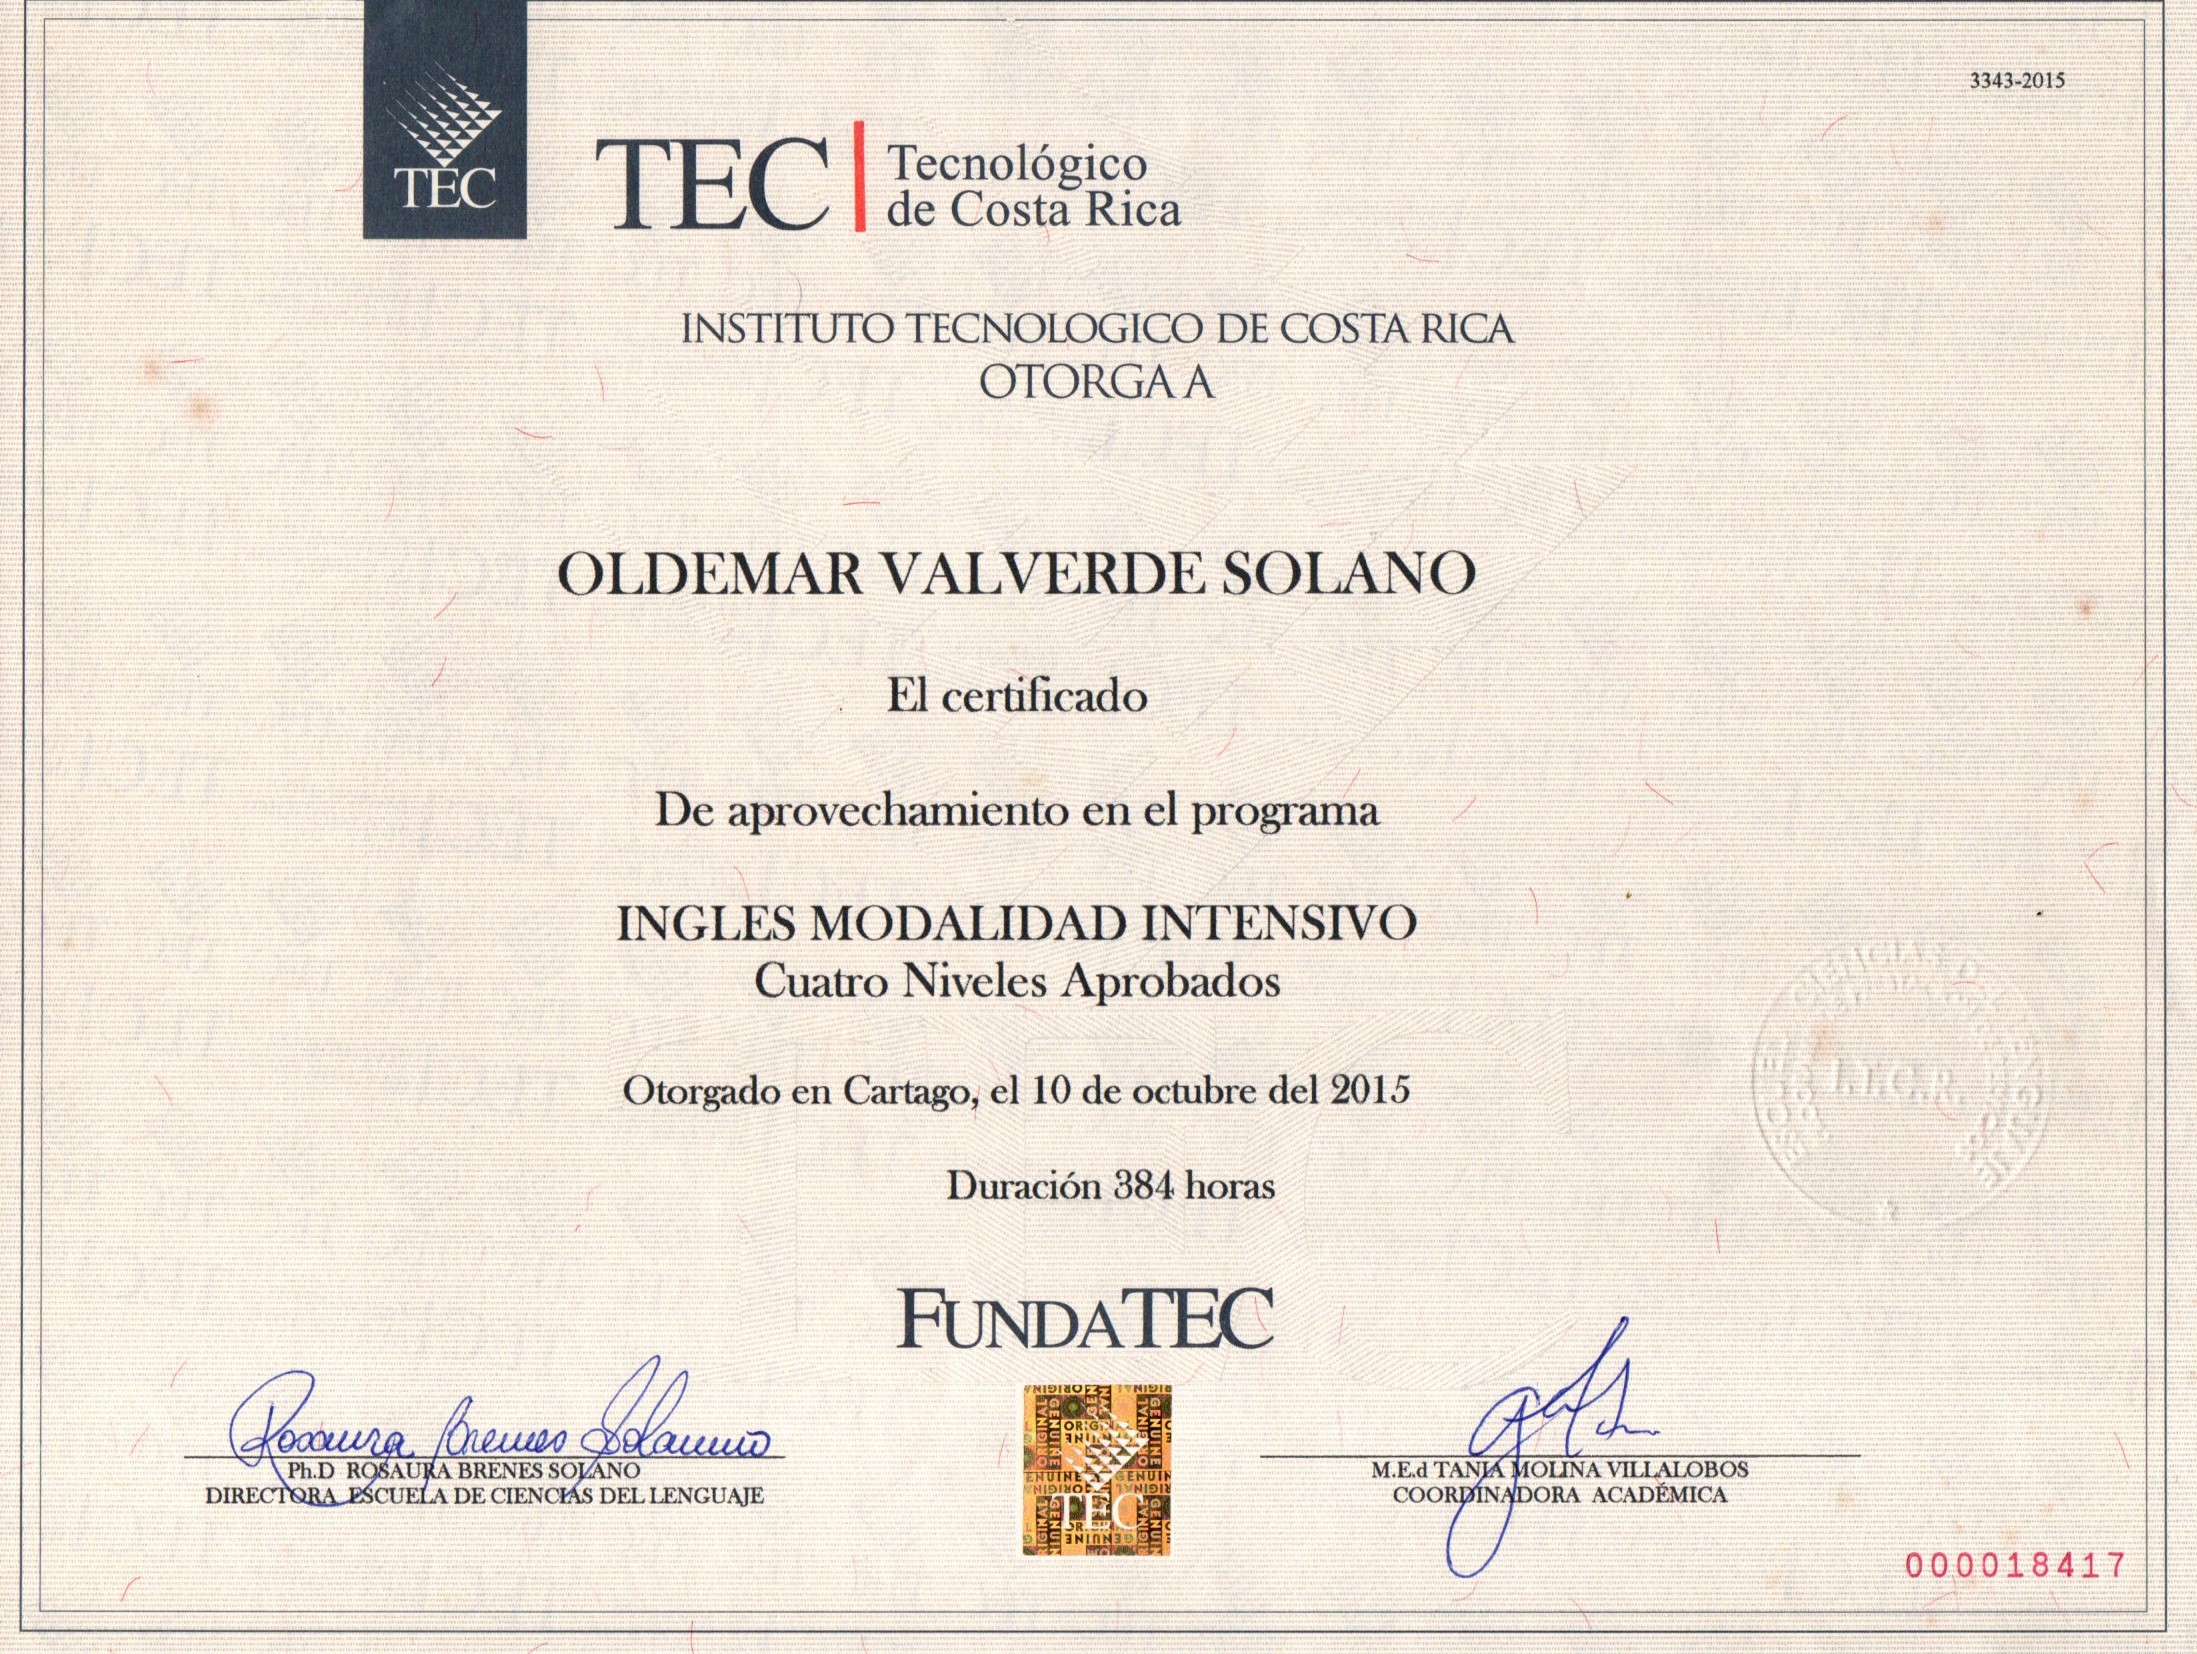 3343-2015
TEC
TEC
Tecnológico
de Costa Rica
INSTITUTO TECNOLOGICO DE COSTA RICA
OTORGA A
OLDEMAR VALVERDE SOLANO
El certificado
De aprovechamiento en el programa
INGLES MODALIDAD INTENSIVO
Cuatro Niveles Aprobados
Otorgado en Cartago, el 10 de octubre del 2015
I.T.C.R.
Duración 384 horas
FUNDATEC
Rosaura Brenes Solano
Ph.D ROSAURA BRENES SOLANO
DIRECTORA ESCUELA DE CIENCIAS DEL LENGUAJE
TEC
M.E.d TANIA MOLINA VILLALOBOS
COORDINADORA ACADÉMICA
000018417